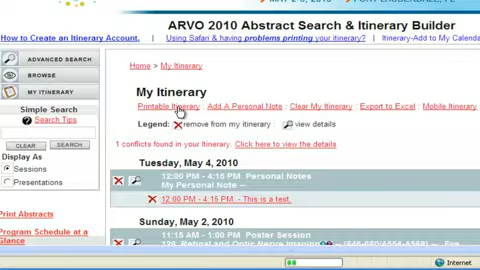 ARVO 2010 Abstract Search & Itinerary Builder
How to Create an Itinerary Account. Using Safari & having problems printing your itinerary? Itinerary-Add to My Calenda
ADVANCED SEARCH
BROWSE
MY ITINERARY
Simple Search
Search Tips
CLEAR SEARCH
Display As
Sessions
Presentations
Print Abstracts
Program Schedule at a
Glance
Home > My Itinerary
My Itinerary
Printable Itinerary : Add A Personal Note : Clear My Itinerary : Export to Excel : Mobile Itinerary
Legend: remove from my itinerary : view details
1 conflicts found in your Itinerary. Click here to view the details
Tuesday, May 4, 2010
12:00 PM - 4:15 PM Personal Notes
My Personal Note --
12:00 PM - 4:15 PM - This is a test.
Sunday, May 2, 2010
11:15 AM - 1:00 PM Poster Session
126. Retinal and Optic Nerve Imaging
Internet